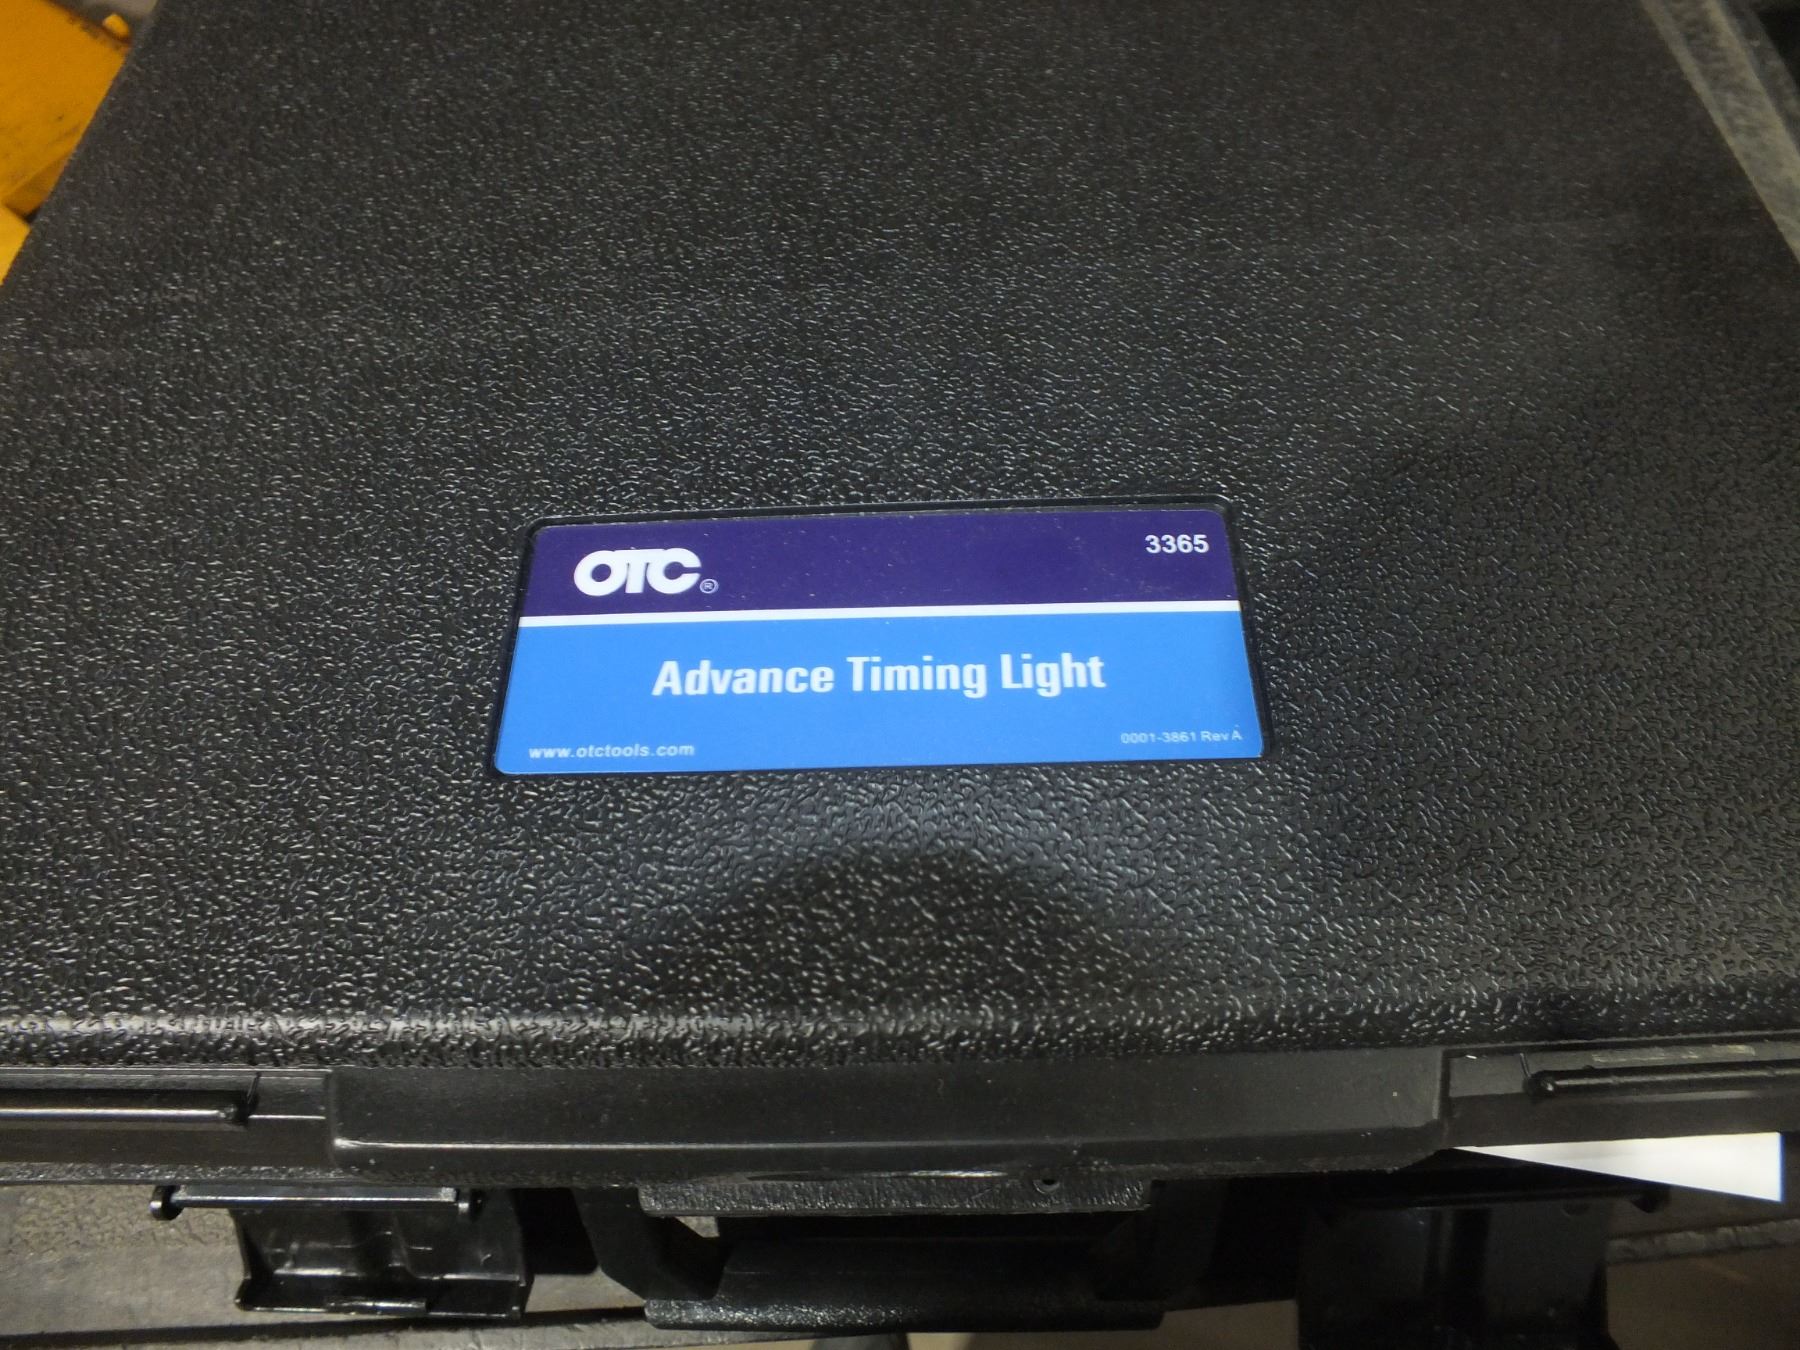 OTC®
3365
Advance Timing Light
www.otctools.com
0001-3861 Rev A